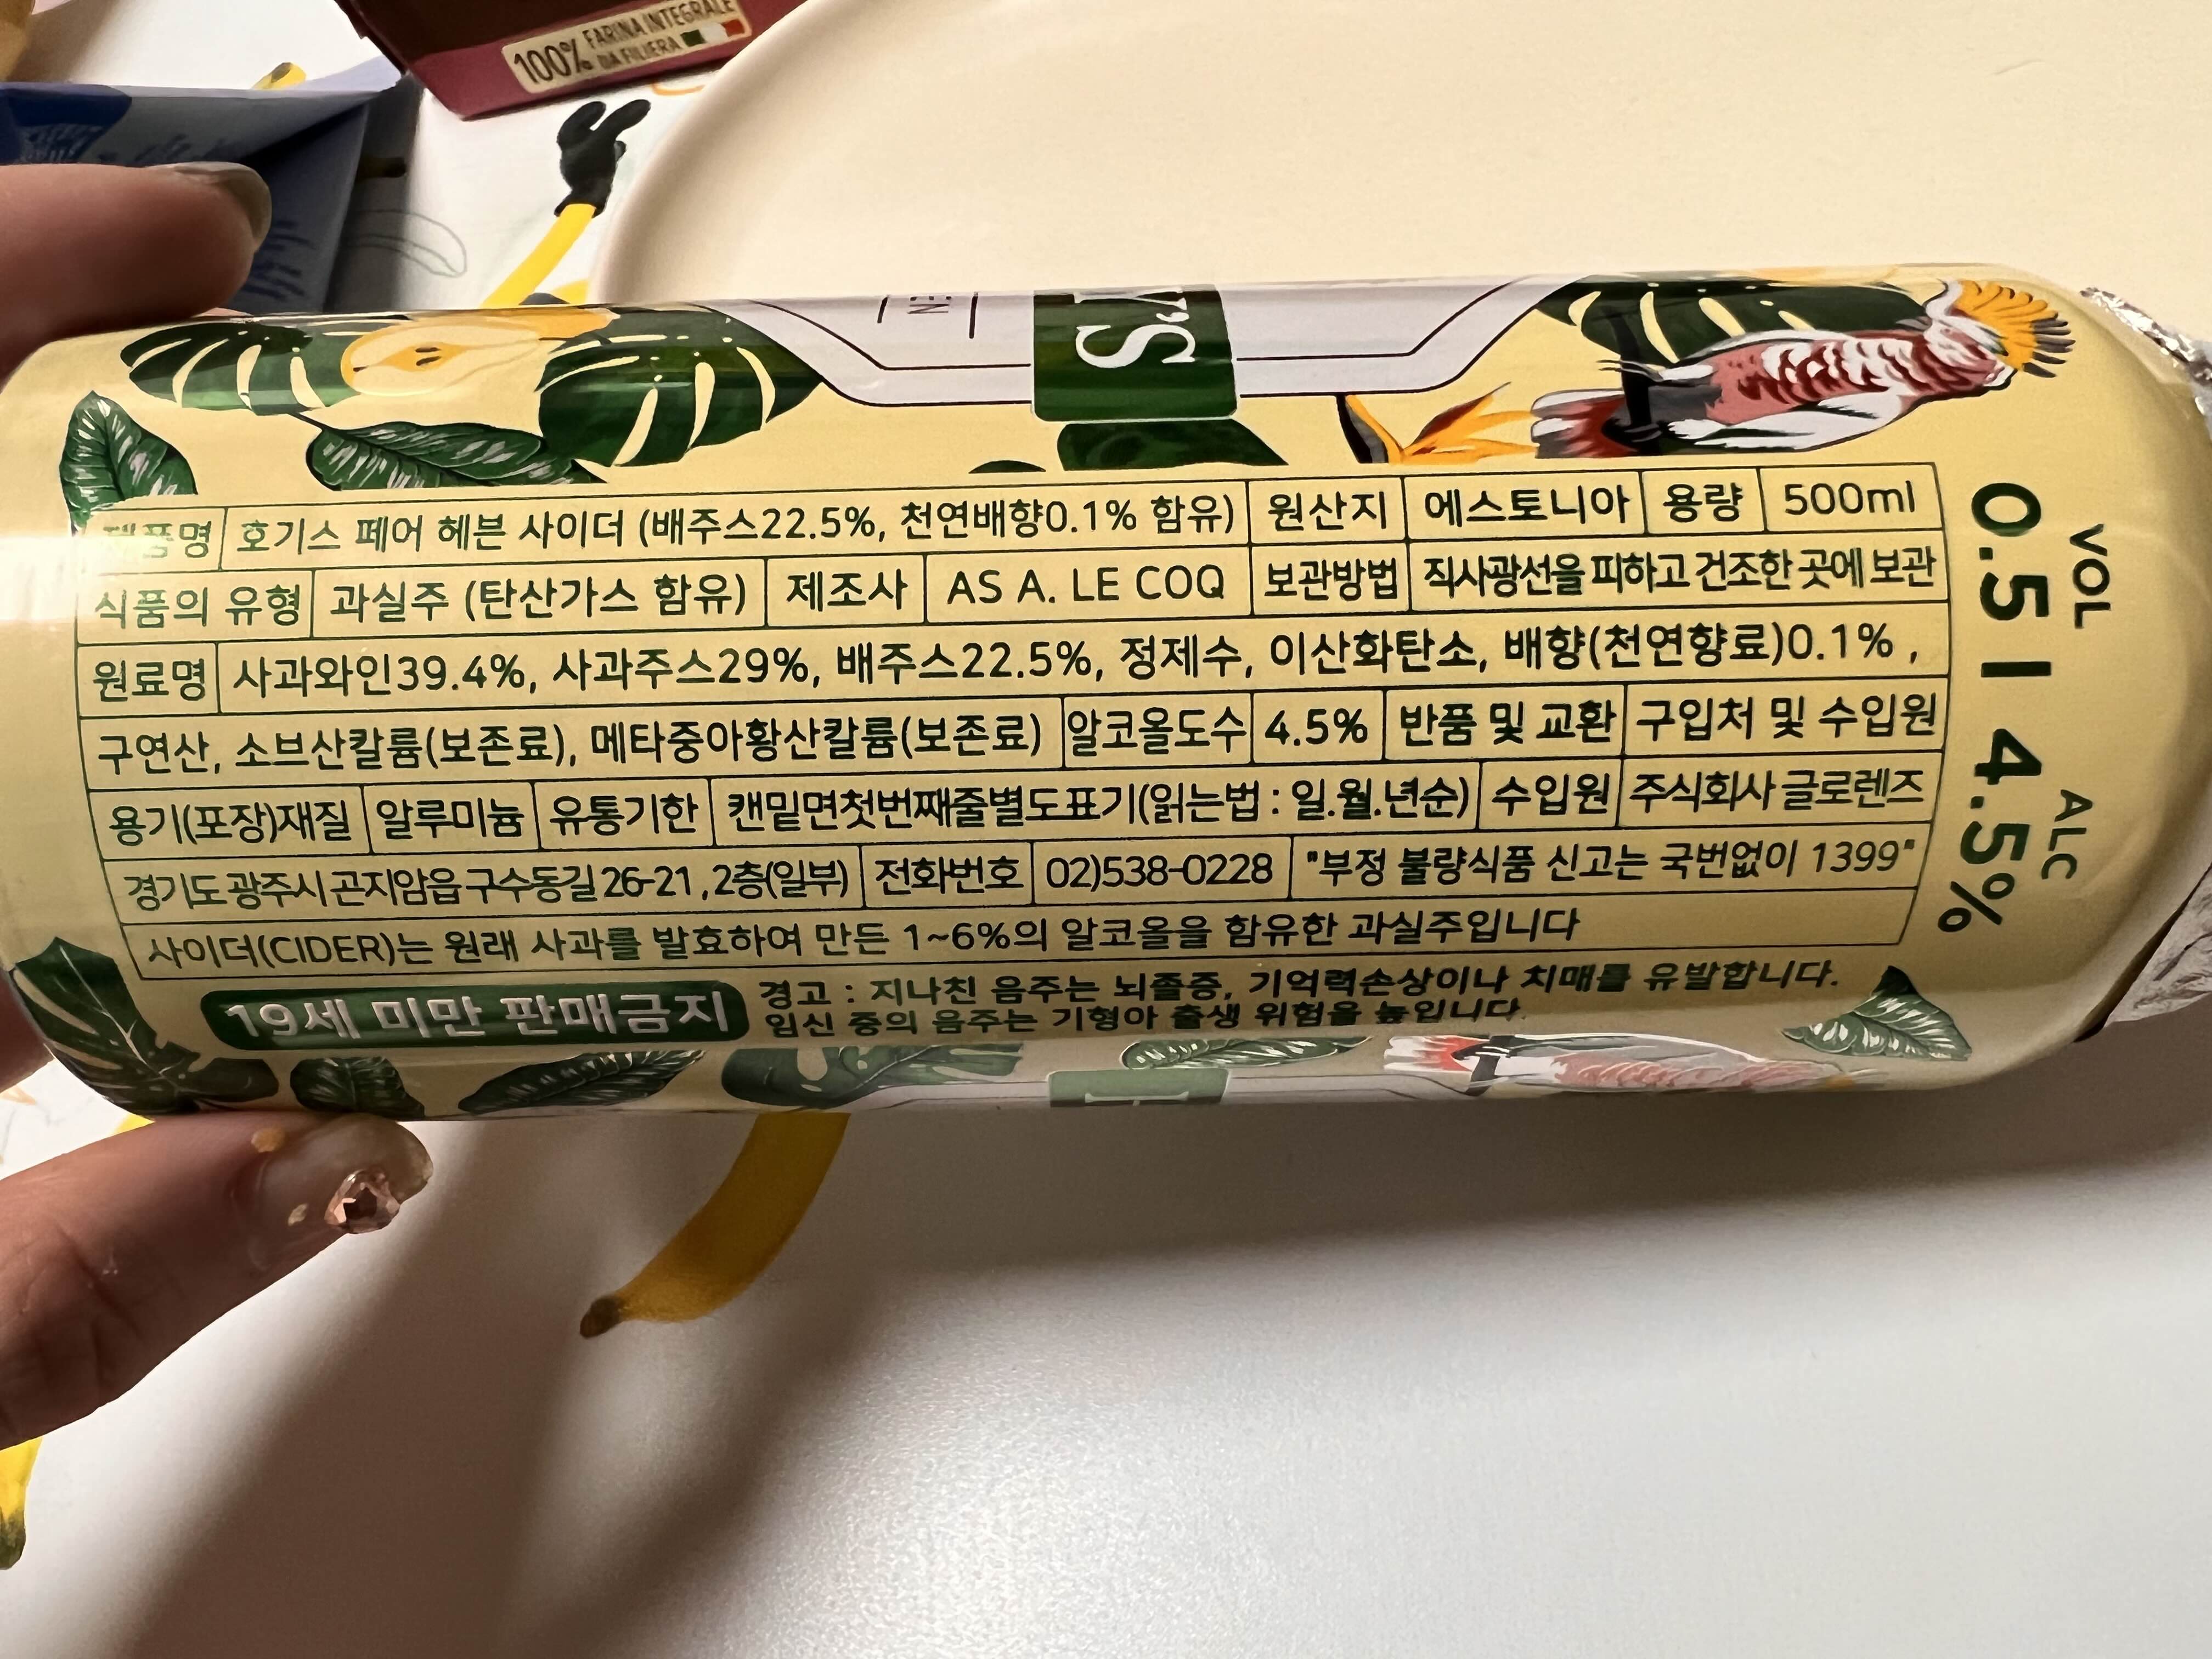 100% FARINA INTEGRALE
DA FILIERA
EN
제품명 호기스 페어 헤븐 사이더 (배주스22.5%, 천연배향0.1% 함유) 원산지 에스토니아 용량 500ml
식품의 유형 과실주 (탄산가스 함유) 제조사 AS A. LE COQ 보관방법 직사광선을 피하고 건조한 곳에 보관
원료명 사과와인39.4%, 사과주스29%, 배주스22.5%, 정제수, 이산화탄소, 배향(천연향료)0.1% ,
구연산, 소브산칼륨(보존료), 메타중아황산칼륨(보존료) 알코올도수 4.5% 반품 및 교환 구입처 및 수입원
용기(포장)재질 알루미늄 유통기한 캔밑면첫번째줄별도표기(읽는법 : 일.월.년순) 수입원 주식회사 글로렌즈
경기도 광주시 곤지암읍 구수동길 26-21 , 2층(일부) 전화번호 02)538-0228 "부정 불량식품 신고는 국번없이 1399"
사이더(CIDER)는 원래 사과를 발효하여 만든 1~6%의 알코올을 함유한 과실주입니다
19세 미만 판매금지
경고 : 지나친 음주는 뇌졸증, 기억력손상이나 치매를 유발합니다.
임신 중의 음주는 기형아 출생 위험을 높입니다.
VOL ALC
0.5 l 4.5%